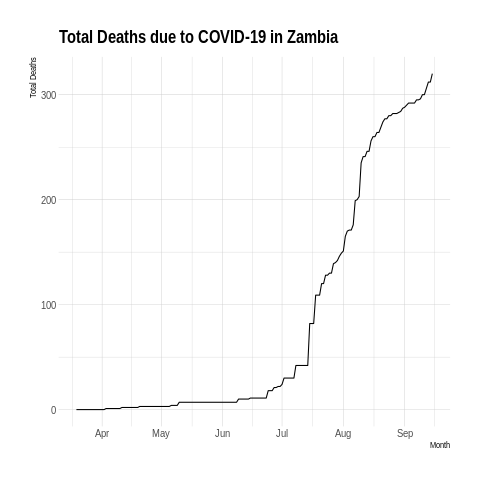 Total Deaths due to COVID-19 in Zambia
Total Deaths
300
200
100
0
Apr May Jun Jul Aug Sep
Month